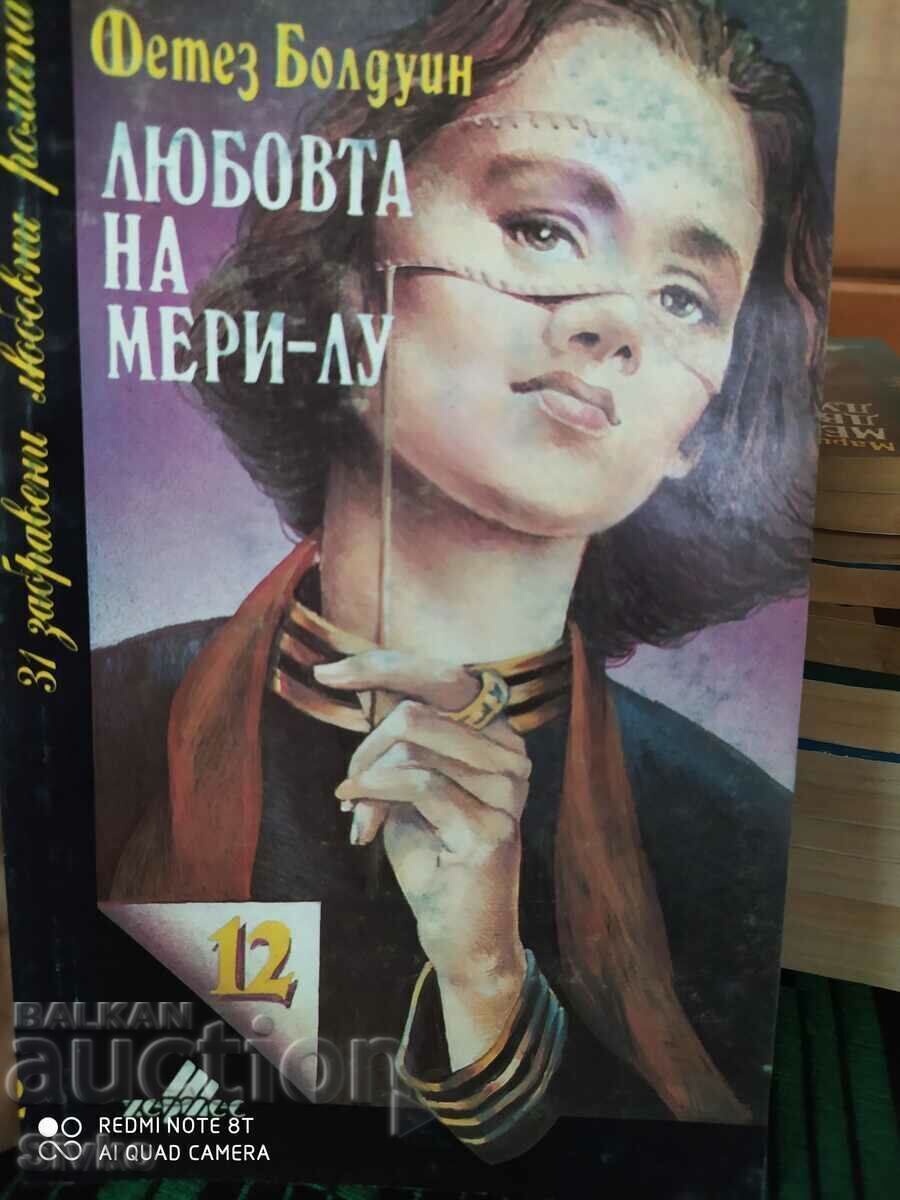 Фетез Болдуин
ЛЮБОВТА
НА
МЕРИ-ЛУ
31 забравени любовни романа
12
хермес
BALKAN
auction
REDMI NOTE 8T
AI QUAD CAMERA